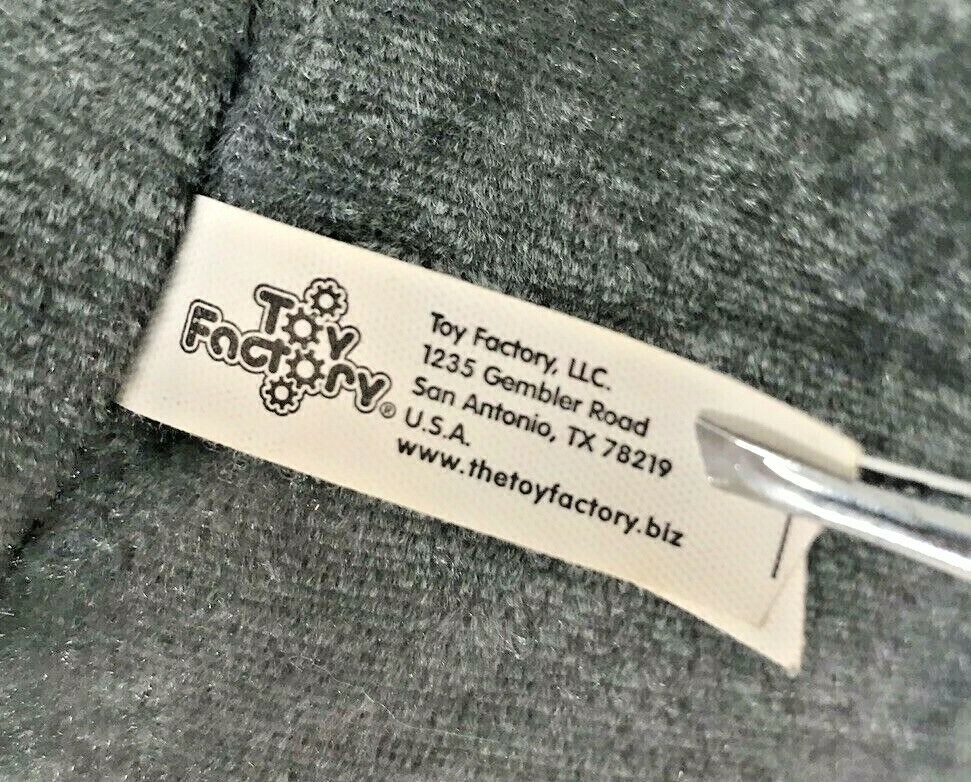 Toy
Factory®
Toy Factory, LLC.
1235 Gembler Road
San Antonio, TX 78219
U.S.A.
www.thetoyfactory.biz